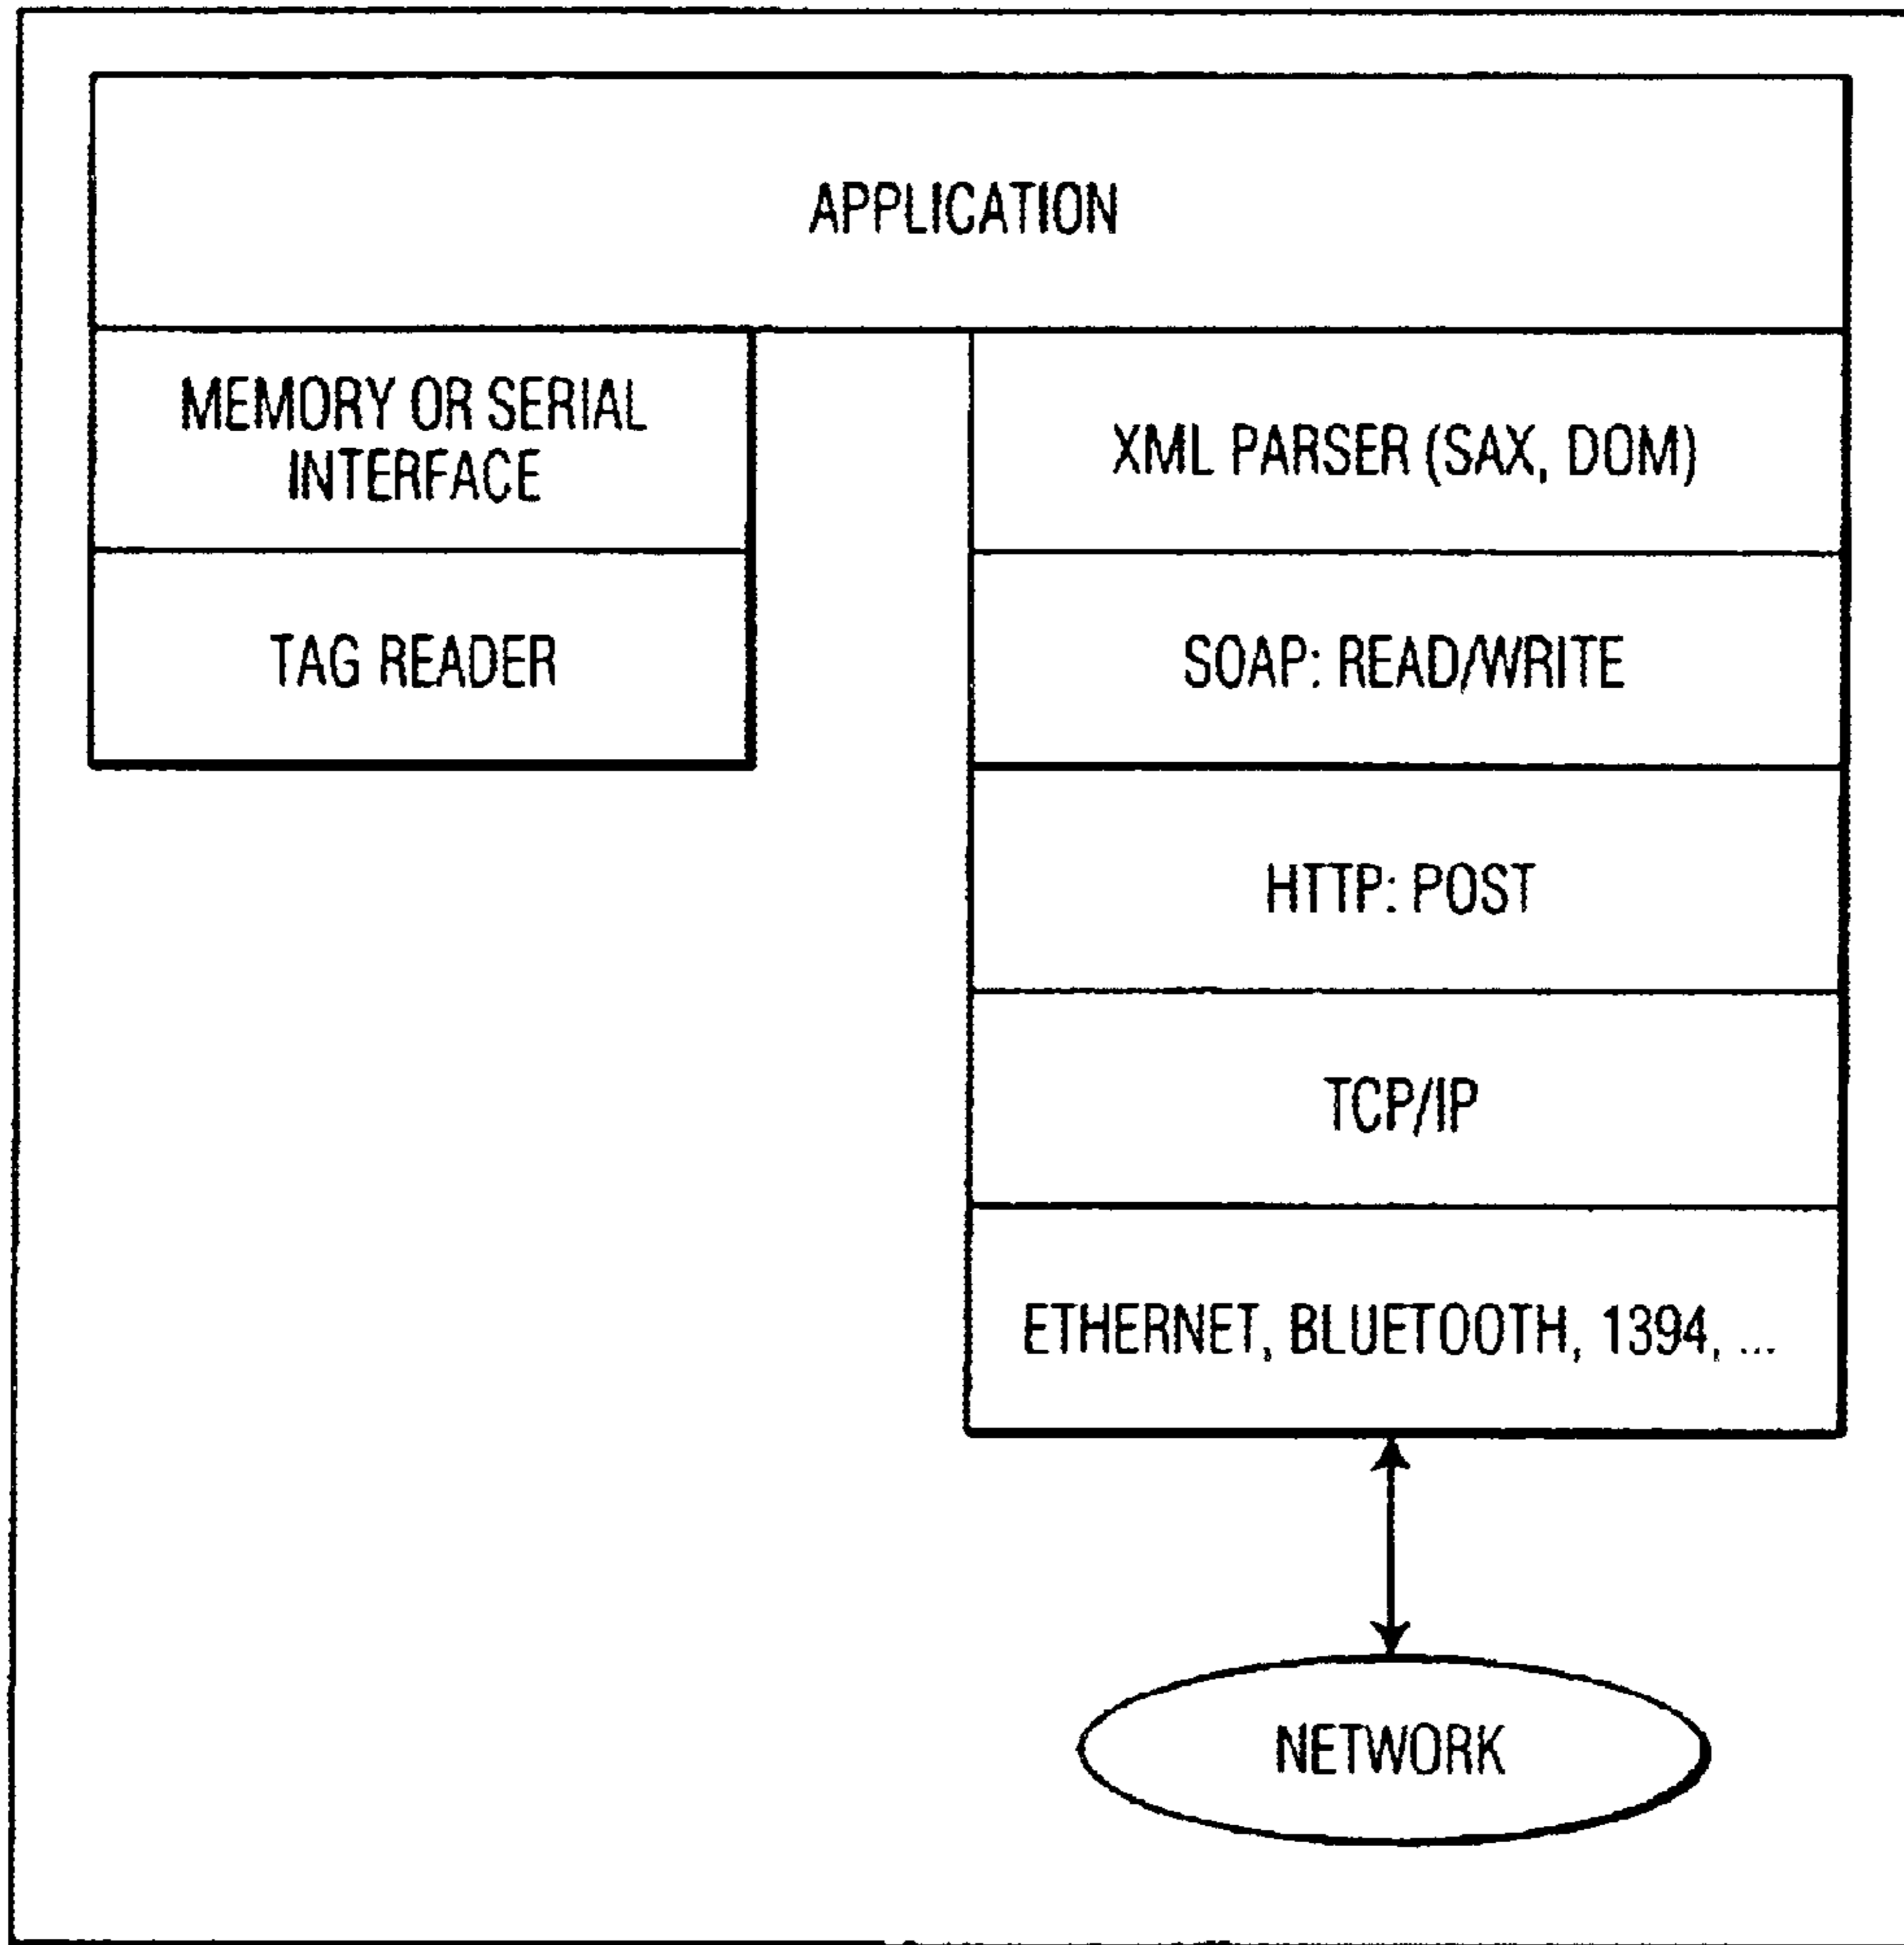 APPLICATION
MEMORY OR SERIAL
INTERFACE
TAG READER
XML PARSER (SAX, DOM)
SOAP: READ/WRITE
HTTP: POST
TCP/IP
ETHERNET, BLUETOOTH, 1394, ...
NETWORK